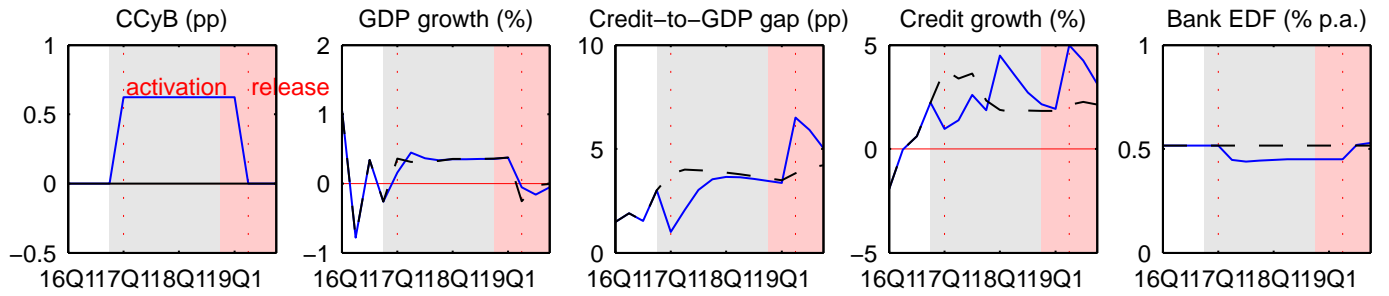 CCyB (pp)
1
0.5
0
−0.5
activation
release
16Q117Q118Q119Q1
GDP growth (%)
2
1
0
−1
16Q117Q118Q119Q1
Credit−to−GDP gap (pp)
10
5
0
16Q117Q118Q119Q1
Credit growth (%)
5
0
−5
16Q117Q118Q119Q1
Bank EDF (% p.a.)
1
0.5
0
16Q117Q118Q119Q1